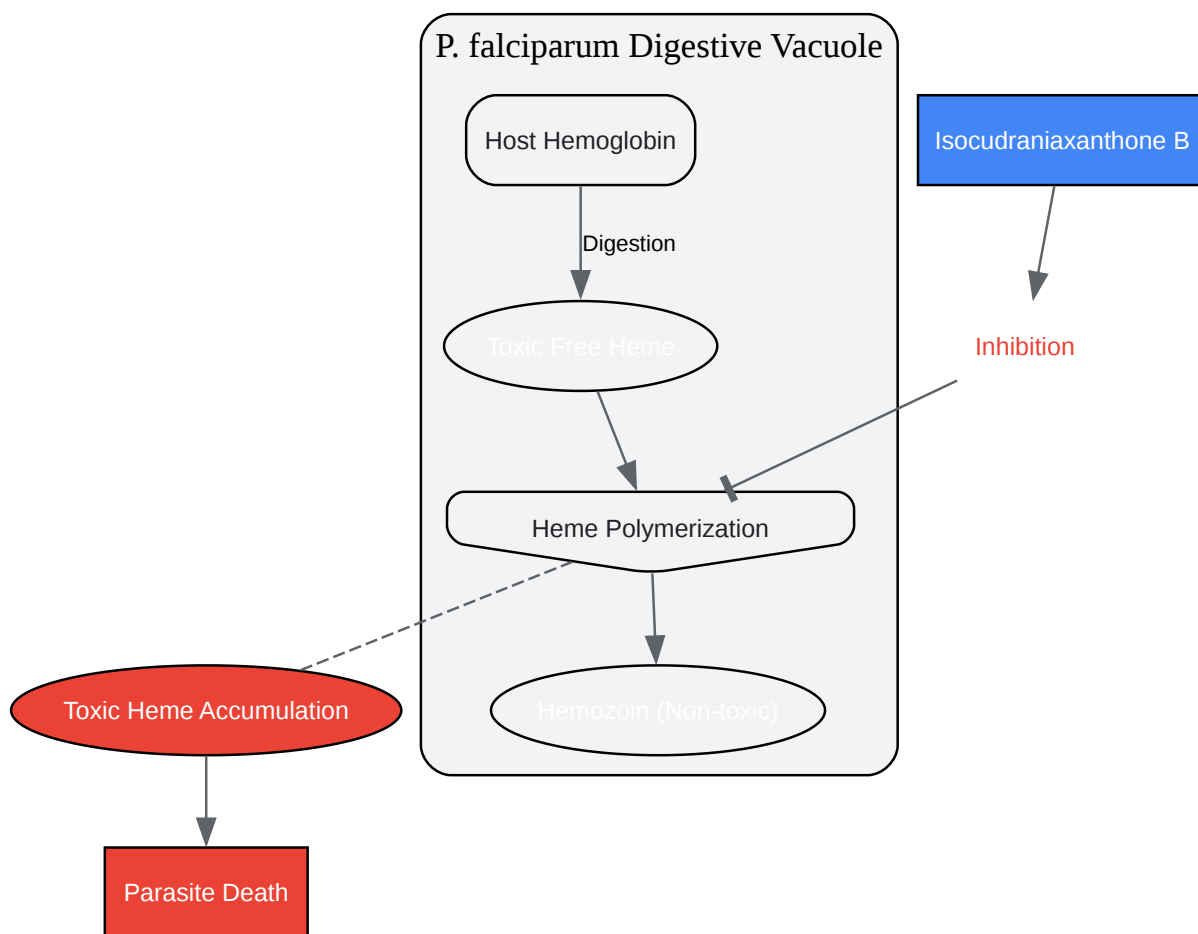 P. falciparum Digestive Vacuole
Host Hemoglobin
Isocudraniaxanthone B
Digestion
Toxic Free Heme
Inhibition
Heme Polymerization
Toxic Heme Accumulation
Hemozoin (Non-toxic)
Parasite Death